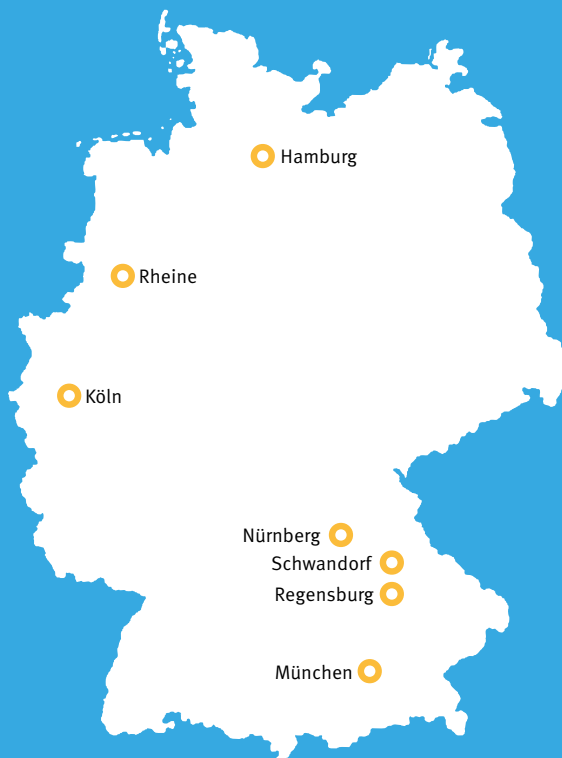 Hamburg
Rheine
Köln
Nürnberg
Schwandorf
Regensburg
München